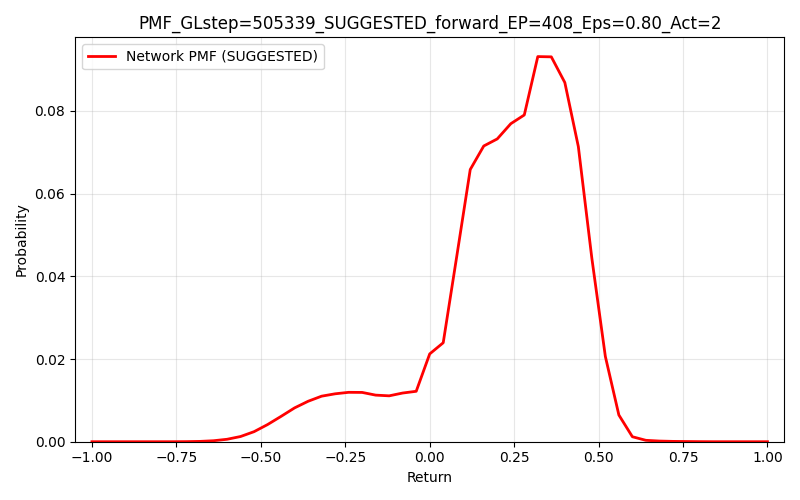 PMF_GLstep=505339_SUGGESTED_forward_EP=408_Eps=0.80_Act=2
Network PMF (SUGGESTED)
Probability
0.08
0.06
0.04
0.02
0.00
−1.00 −0.75 −0.50 −0.25 0.00 0.25 0.50 0.75 1.00
Return